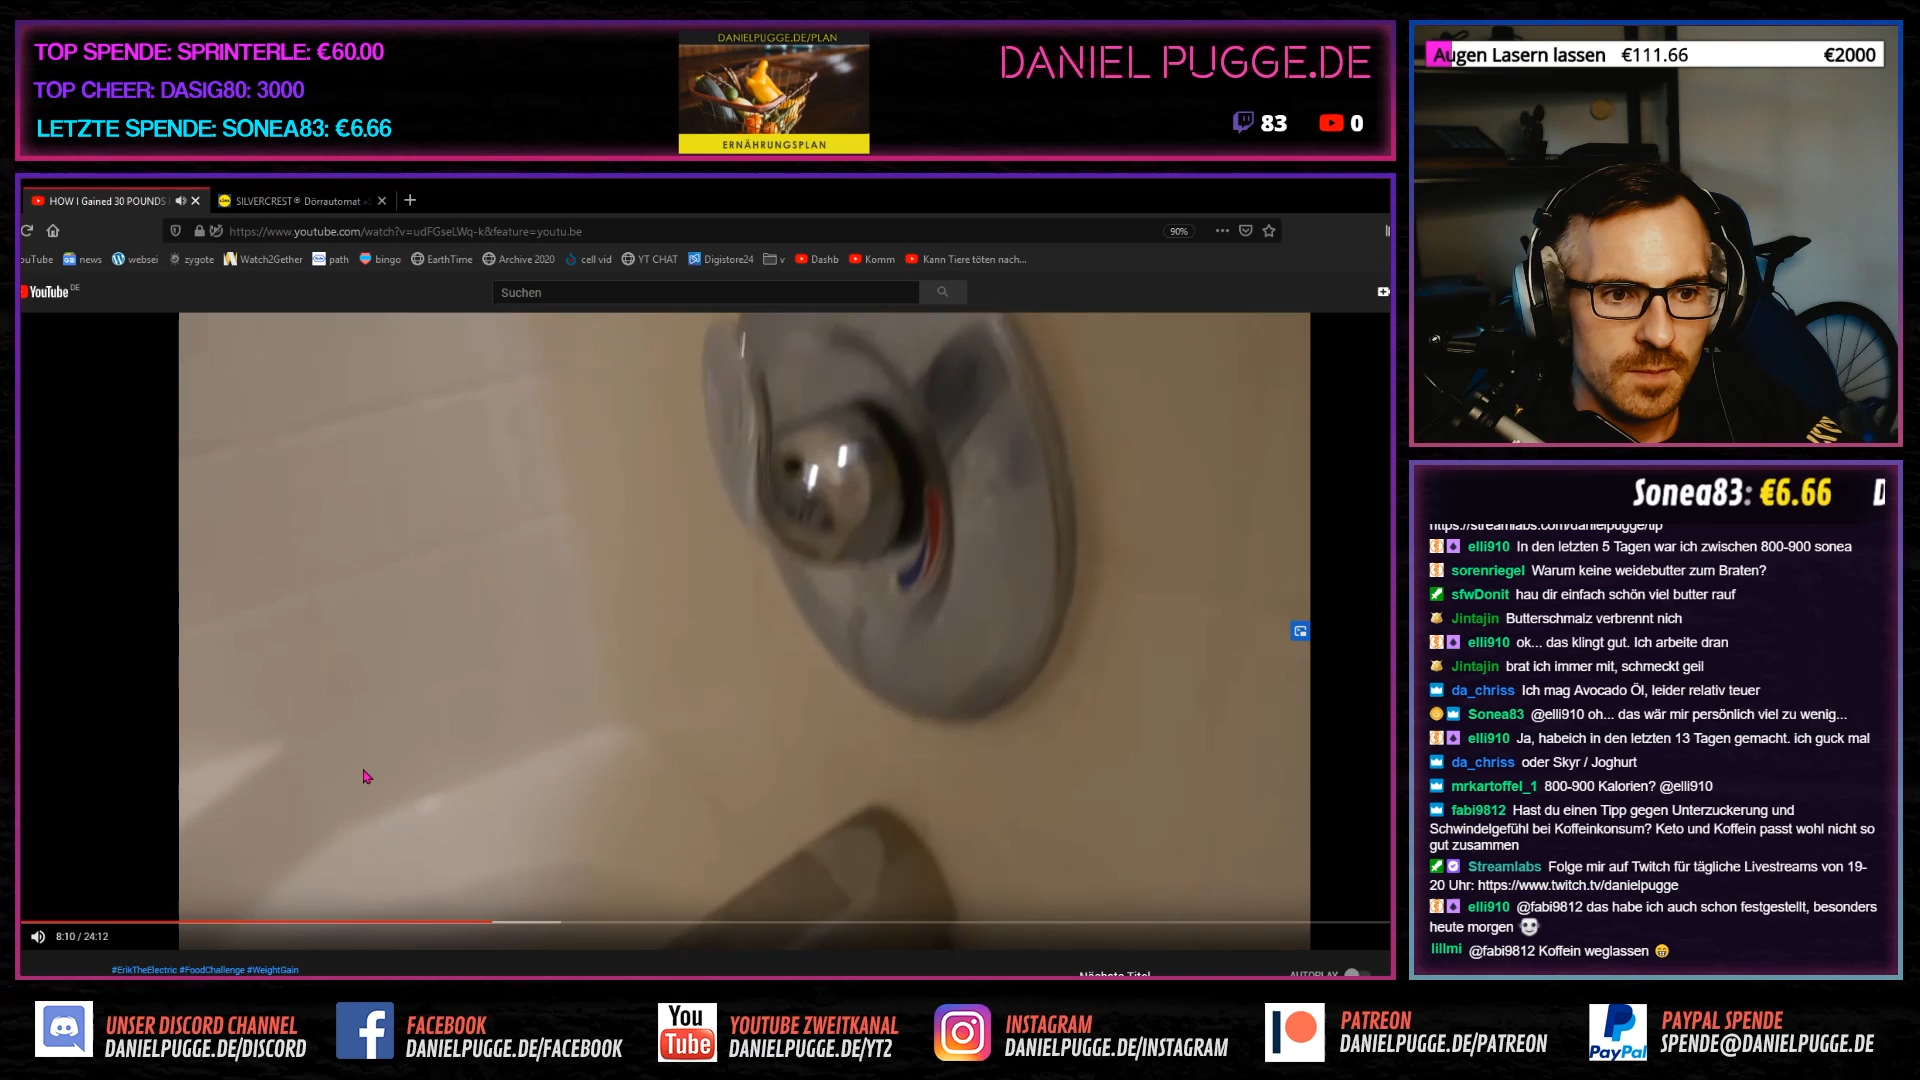 TOP SPENDE: SPRINTERLE: €60.00
TOP CHEER: DASIG80: 3000
LETZTE SPENDE: SONEA83: €6.66
DANIELPUGGE.DE/PLAN
ERNÄHRUNGSPLAN
DANIEL PUGGE.DE
83
0
Augen Lasern lassen €111.66 €2000
HOW I Gained 30 POUNDS
SILVERCREST® Dörrautomat
https://www.youtube.com/watch?v=udFGseLWq-k&feature=youtu.be
90%
ouTube
news
websei
zygote
Watch2Gether
path
bingo
EarthTime
Archive 2020
cell vid
YT CHAT
Digistore24
v
Dashb
Komm
Kann Tiere töten nach...
YouTube DE
Suchen
8:10 / 24:12
#ErikTheElectric #FoodChallenge #WeightGain
Nächste Titel
AUTOPLAY
Sonea83: €6.66 D
https://streamlabs.com/danielpugge/tip
elli910 In den letzten 5 Tagen war ich zwischen 800-900 sonea
sorenriegel Warum keine weidebutter zum Braten?
sfwDonit hau dir einfach schön viel butter rauf
Jintajin Butterschmalz verbrennt nich
elli910 ok... das klingt gut. Ich arbeite dran
Jintajin brat ich immer mit, schmeckt geil
da_chriss Ich mag Avocado Öl, leider relativ teuer
Sonea83 @elli910 oh... das wär mir persönlich viel zu wenig...
elli910 Ja, habeich in den letzten 13 Tagen gemacht. ich guck mal
da_chriss oder Skyr / Joghurt
mrkartoffel_1 800-900 Kalorien? @elli910
fabi9812 Hast du einen Tipp gegen Unterzuckerung und
Schwindelgefühl bei Koffeinkonsum? Keto und Koffein passt wohl nicht so
gut zusammen
Streamlabs Folge mir auf Twitch für tägliche Livestreams von 19-
20 Uhr: https://www.twitch.tv/danielpugge
elli910 @fabi9812 das habe ich auch schon festgestellt, besonders
heute morgen
lillmi @fabi9812 Koffein weglassen
UNSER DISCORD CHANNEL
DANIELPUGGE.DE/DISCORD
FACEBOOK
DANIELPUGGE.DE/FACEBOOK
You
Tube
YOUTUBE ZWEITKANAL
DANIELPUGGE.DE/YT2
INSTAGRAM
DANIELPUGGE.DE/INSTAGRAM
PATREON
DANIELPUGGE.DE/PATREON
PayPal
PAYPAL SPENDE
SPENDE@DANIELPUGGE.DE